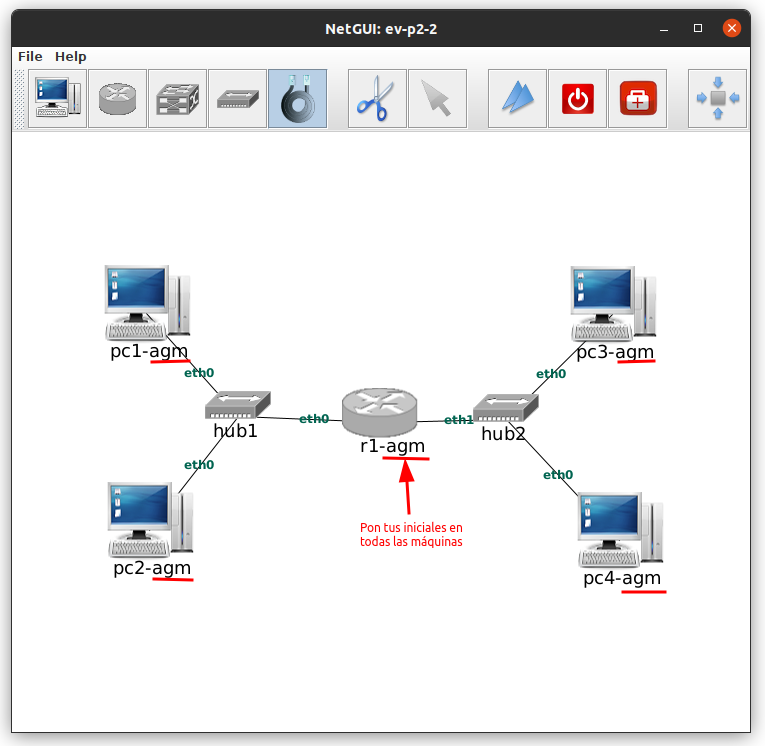 NetGUI: ev-p2-2
File Help
pc1-agm
pc3-agm
eth0
eth0
hub1
eth0
eth1
hub2
r1-agm
eth0
eth0
Pon tus iniciales en
todas las máquinas
pc2-agm
pc4-agm